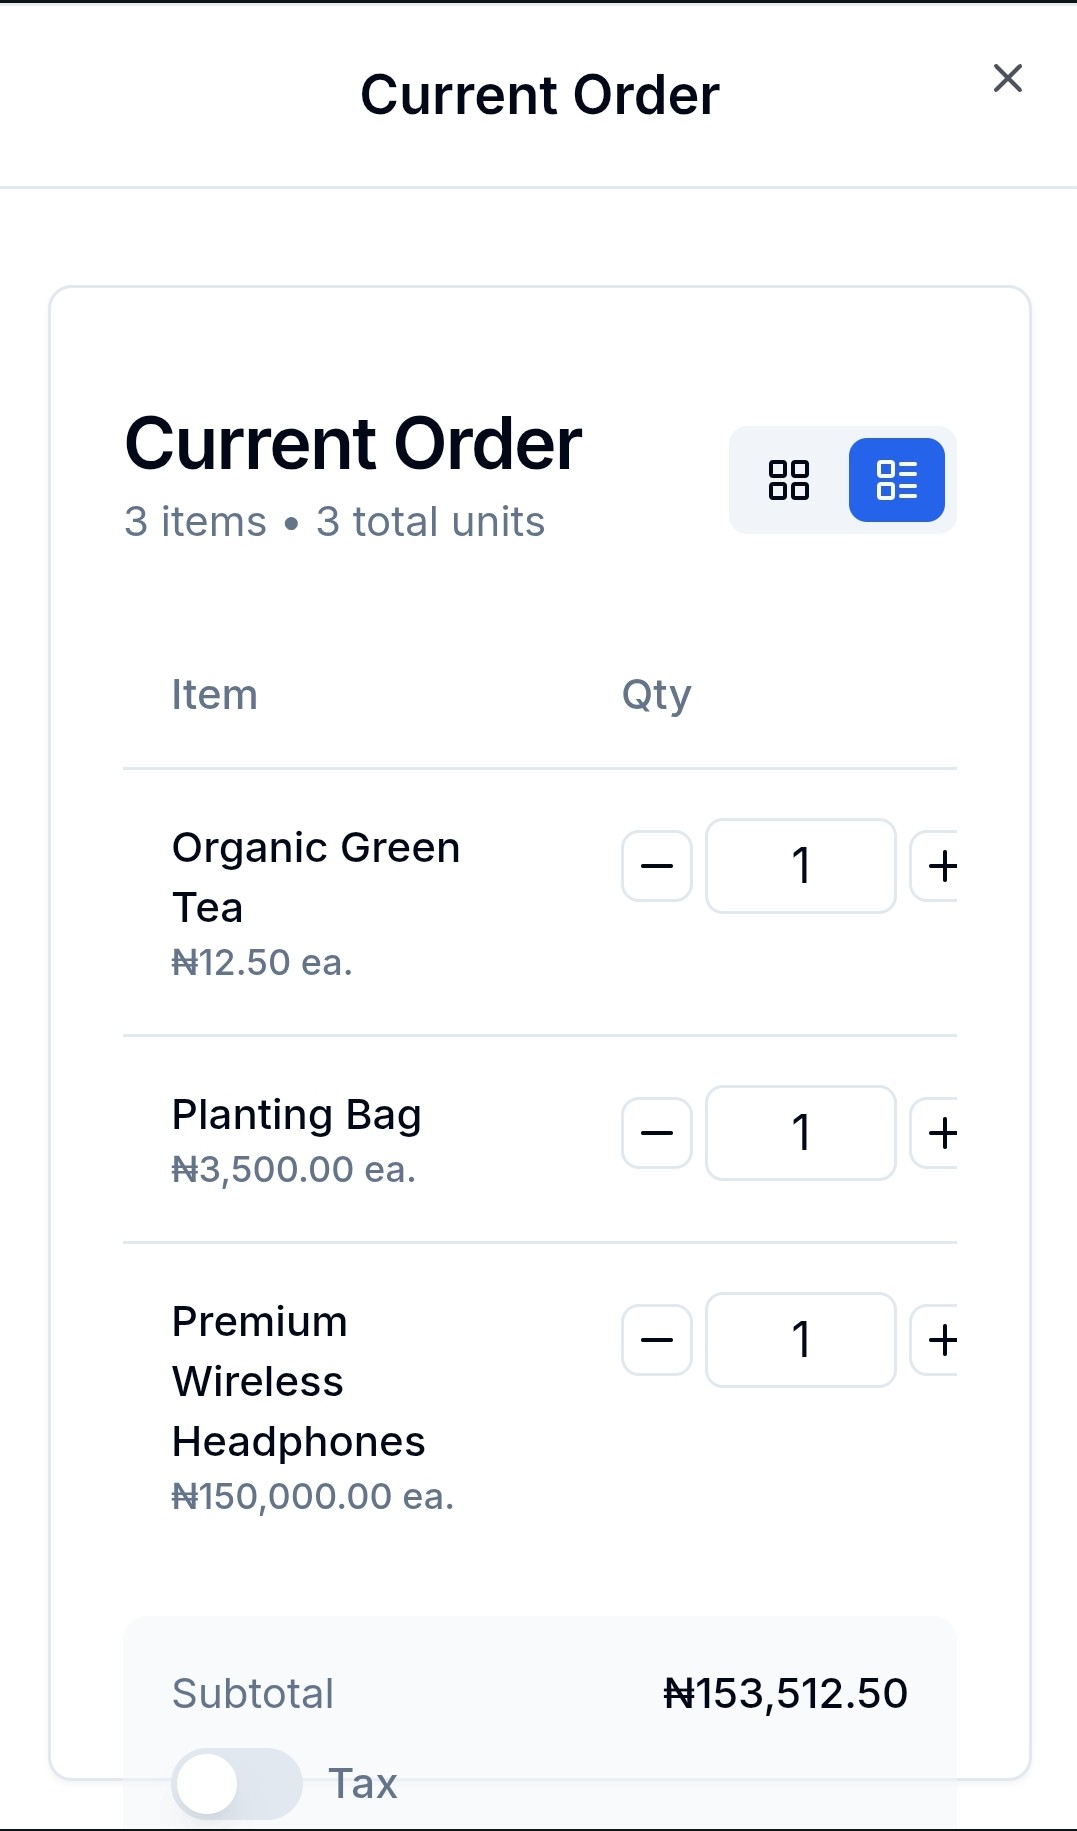 Current Order
Current Order
3 items • 3 total units
Item Qty
Organic Green
Tea
₦12.50 ea.
1
Planting Bag
₦3,500.00 ea.
1
Premium
Wireless
Headphones
₦150,000.00 ea.
1
Subtotal ₦153,512.50
Tax